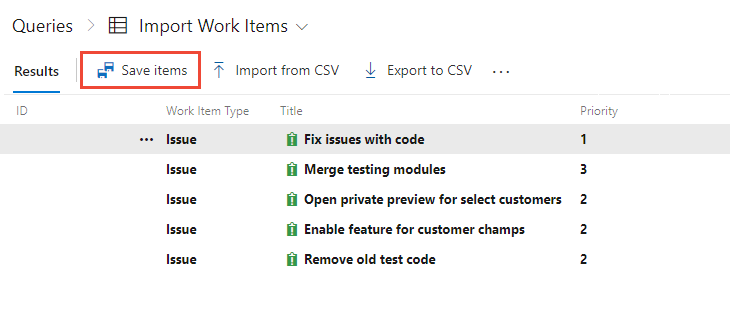 Queries Import Work Items
Results Save items Import from CSV Export to CSV ...
ID Work Item Type Title Priority
... Issue Fix issues with code 1
Issue Merge testing modules 3
Issue Open private preview for select customers 2
Issue Enable feature for customer champs 2
Issue Remove old test code 2